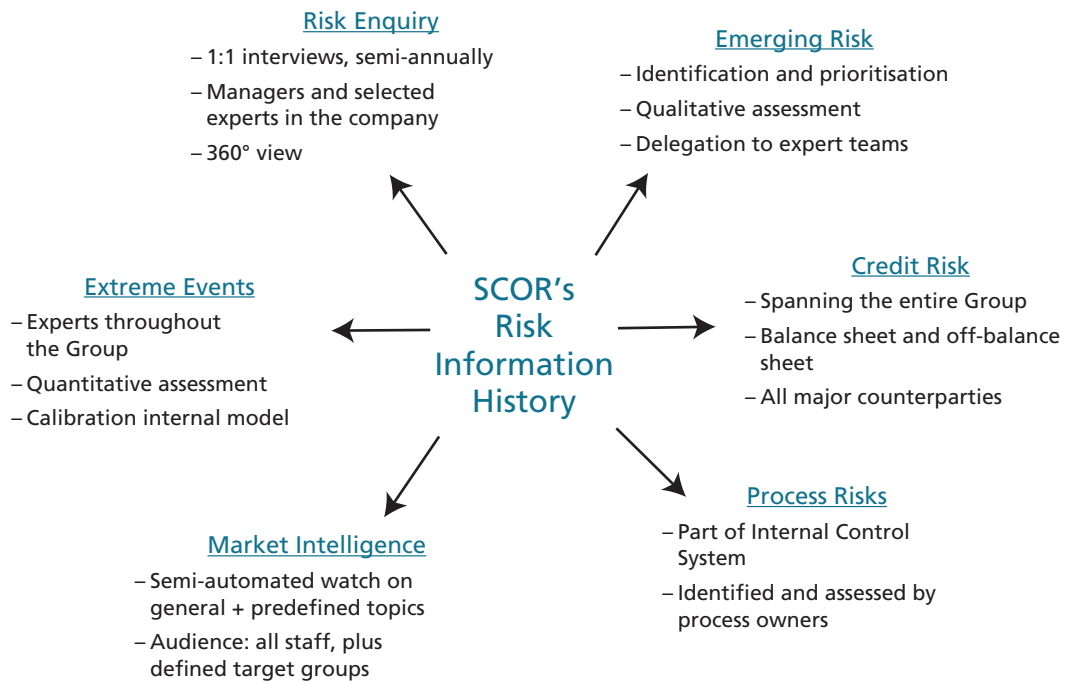 Risk Enquiry
– 1:1 interviews, semi-annually
– Managers and selected
experts in the company
– 360° view
Emerging Risk
– Identification and prioritisation
– Qualitative assessment
– Delegation to expert teams
Extreme Events
– Experts throughout
the Group
– Quantitative assessment
– Calibration internal model
SCOR's
Risk
Information
History
Credit Risk
– Spanning the entire Group
– Balance sheet and off-balance
sheet
– All major counterparties
Market Intelligence
– Semi-automated watch on
general + predefined topics
– Audience: all staff, plus
defined target groups
Process Risks
– Part of Internal Control
System
– Identified and assessed by
process owners